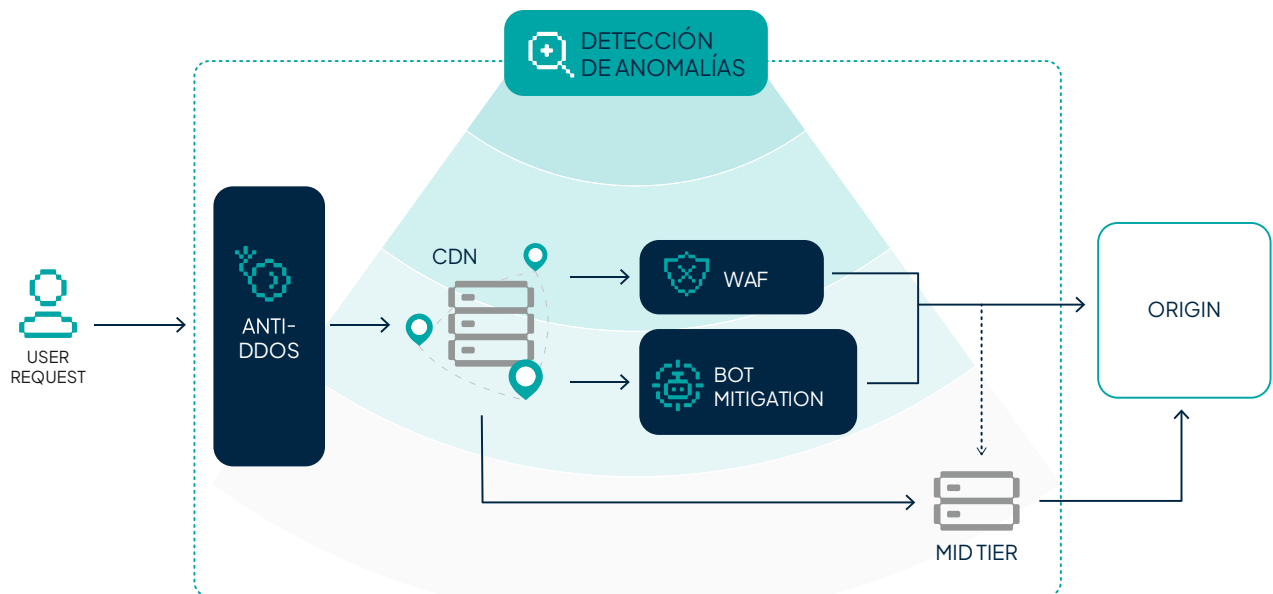 DETECCIÓN
DE ANOMALÍAS
USER
REQUEST
ANTI-
DDOS
CDN
WAF
BOT
MITIGATION
MID TIER
ORIGIN